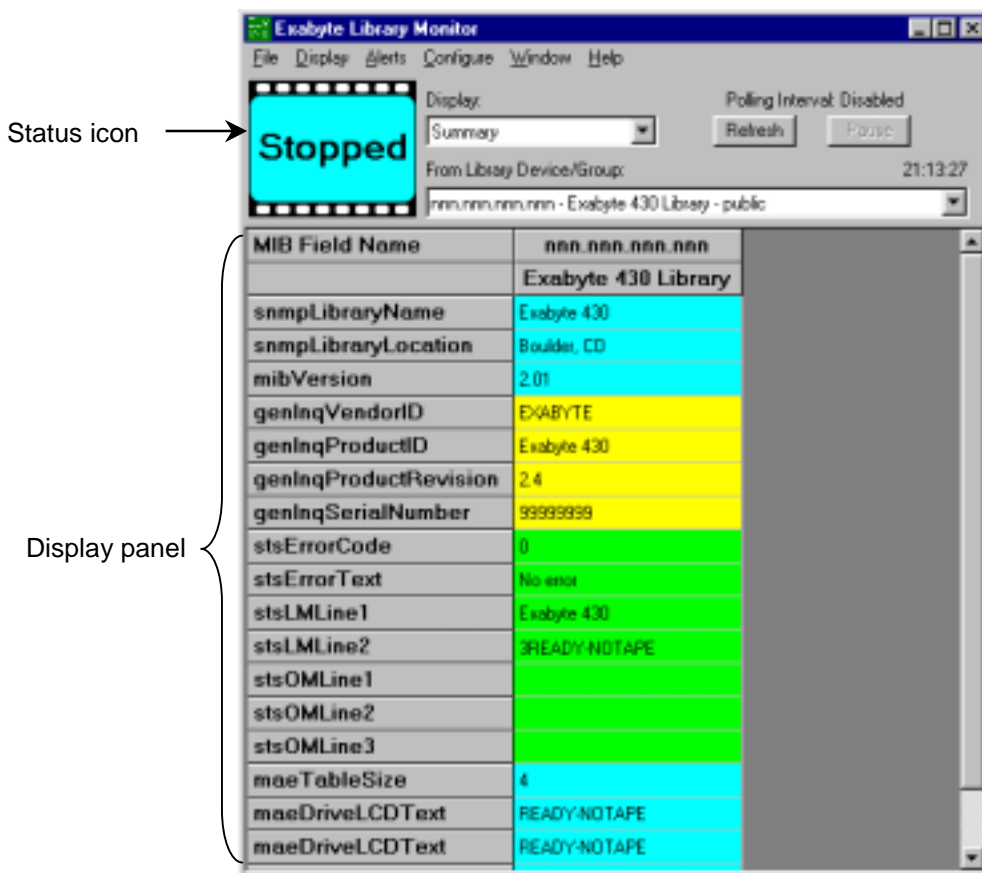 Exabyte Library Monitor
File Display Alerts Configure Window Help
Status icon
Stopped
Display:
Polling Interval: Disabled
Summary
Refresh
Pause
From Library Device/Group:
21:13:27
nnn.nnn.nnn.nnn - Exabyte 430 Library - public
Display panel
MIB Field Name nnn.nnn.nnn.nnn
Exabyte 430 Library
snmpLibraryName Exabyte 430
snmpLibraryLocation Boulder, CO
mibVersion 2.01
genInqVendorID EXABYTE
genInqProductID Exabyte 430
genInqProductRevision 2.4
genInqSerialNumber 99999999
stsErrorCode 0
stsErrorText No error
stsLMLine1 Exabyte 430
stsLMLine2 3READY-NOTAPE
stsOMLine1
stsOMLine2
stsOMLine3
maeTableSize 4
maeDriveLCDText READY-NOTAPE
maeDriveLCDText READY-NOTAPE